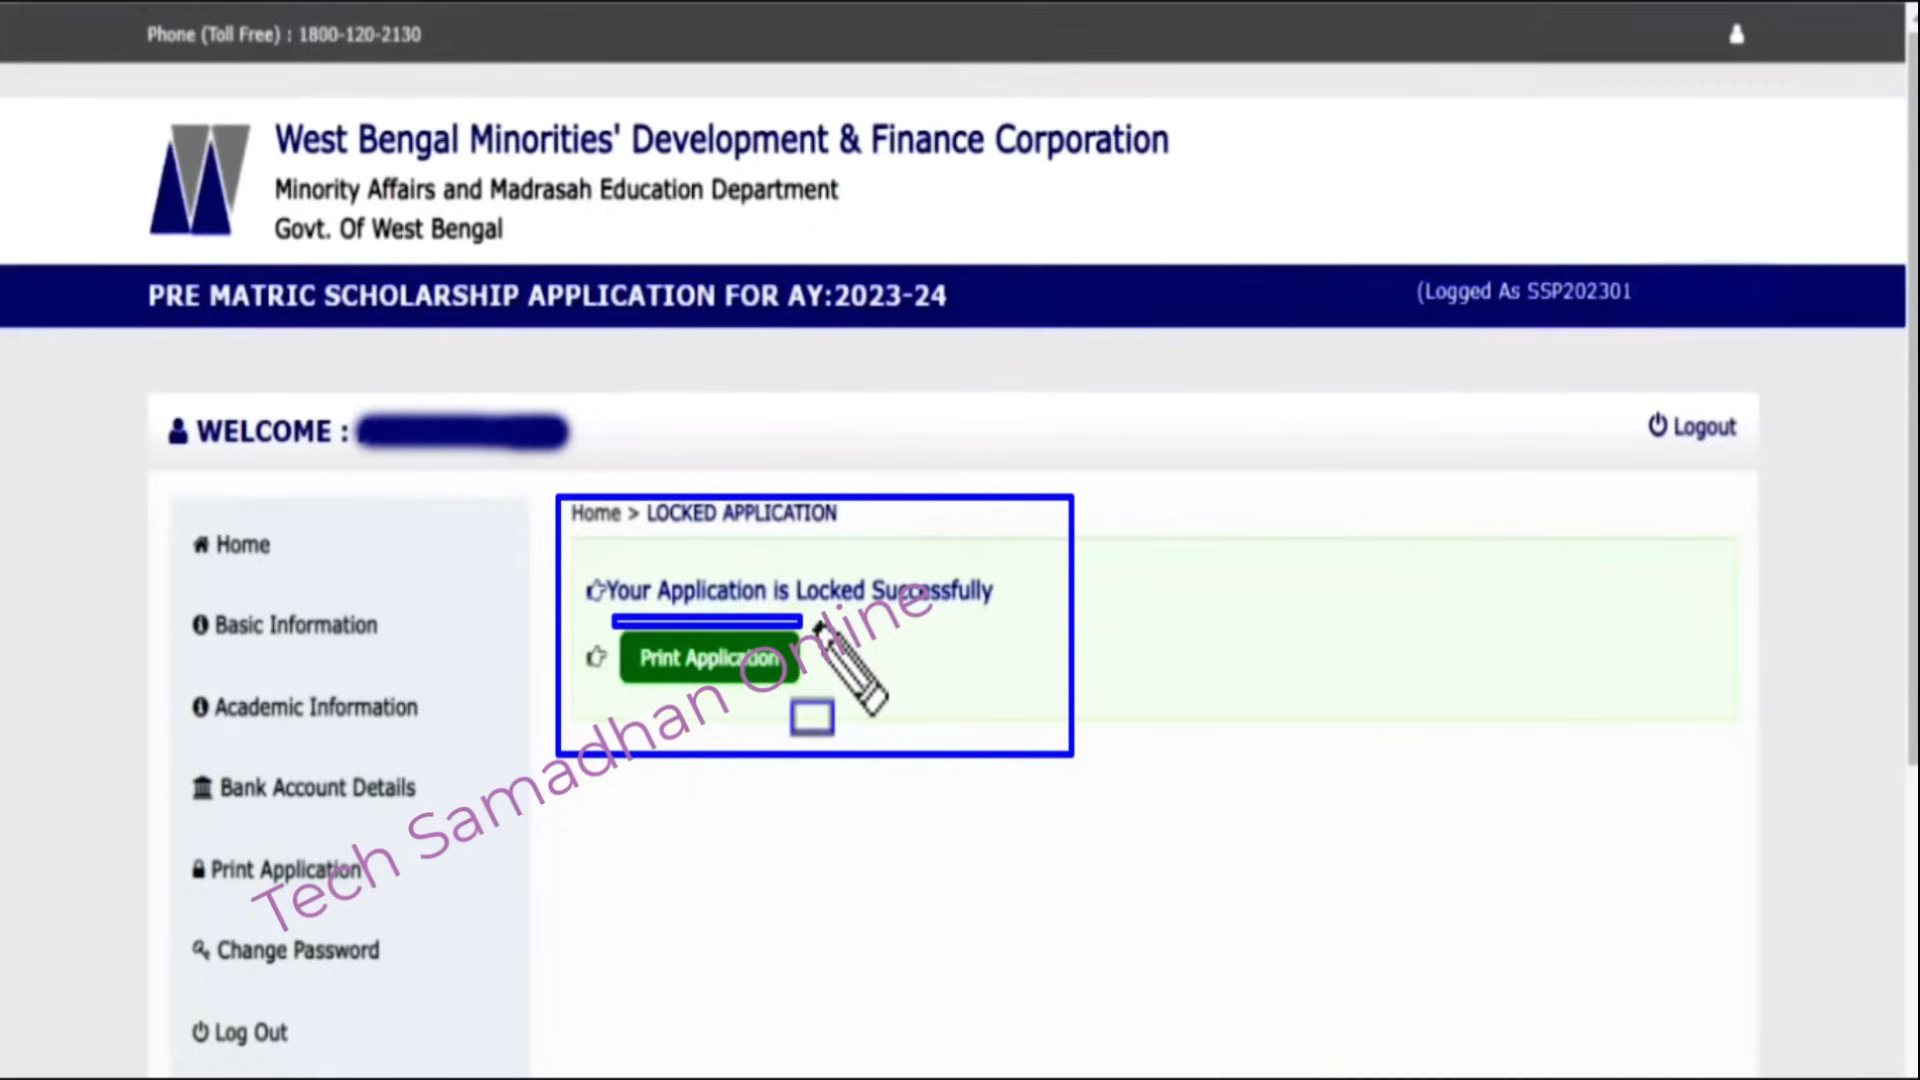 Phone (Toll Free) : 1800-120-2130
West Bengal Minorities' Development & Finance Corporation
Minority Affairs and Madrasah Education Department
Govt. Of West Bengal
PRE MATRIC SCHOLARSHIP APPLICATION FOR AY:2023-24
(Logged As SSP202301
WELCOME :
Logout
Home
Basic Information
Academic Information
Bank Account Details
Print Application
Change Password
Log Out
Home > LOCKED APPLICATION
Your Application is Locked Successfully
Print Application
Tech Samadhan Online